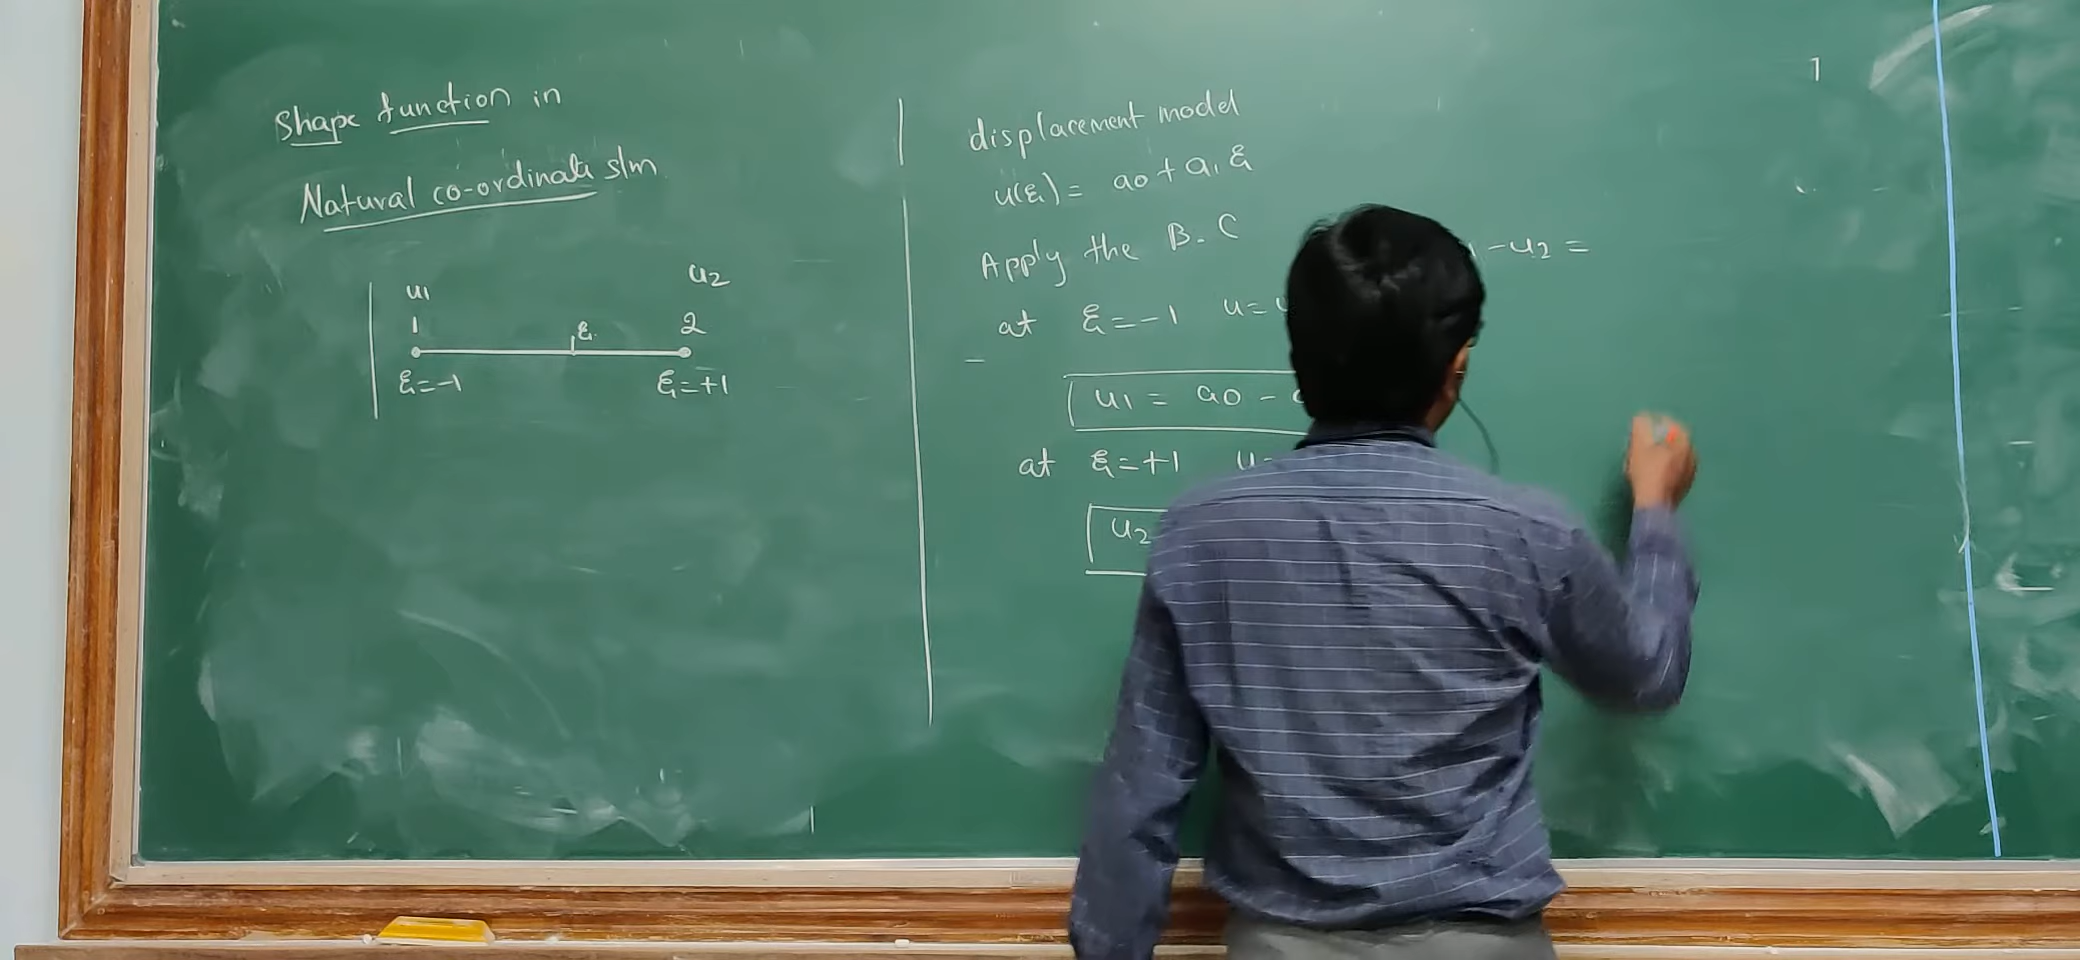 Shape function in
Natural co-ordinate s/m
u1 u2
1 ξ 2
ξ=-1 ξ=+1
displacement model
u(ξ) = a0 + a1 ξ
Apply the B.C
at ξ=-1 u=
u1 = a0 -
at ξ=+1 u=
u2
-u2 =